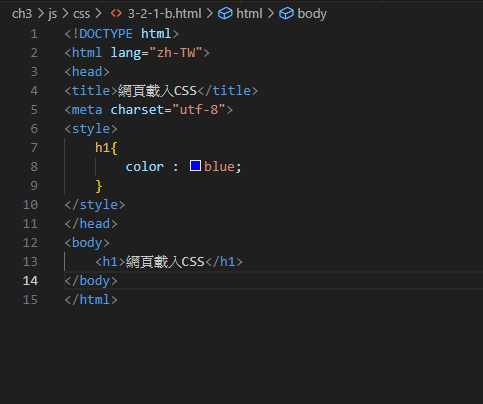 ch3 > js > css > <> 3-2-1-b.html > html > body
1 <!DOCTYPE html>
2 <html lang="zh-TW">
3 <head>
4 <title>網頁載入CSS</title>
5 <meta charset="utf-8">
6 <style>
7     h1{
8         color : blue;
9     }
10 </style>
11 </head>
12 <body>
13     <h1>網頁載入CSS</h1>
14 </body>
15 </html>